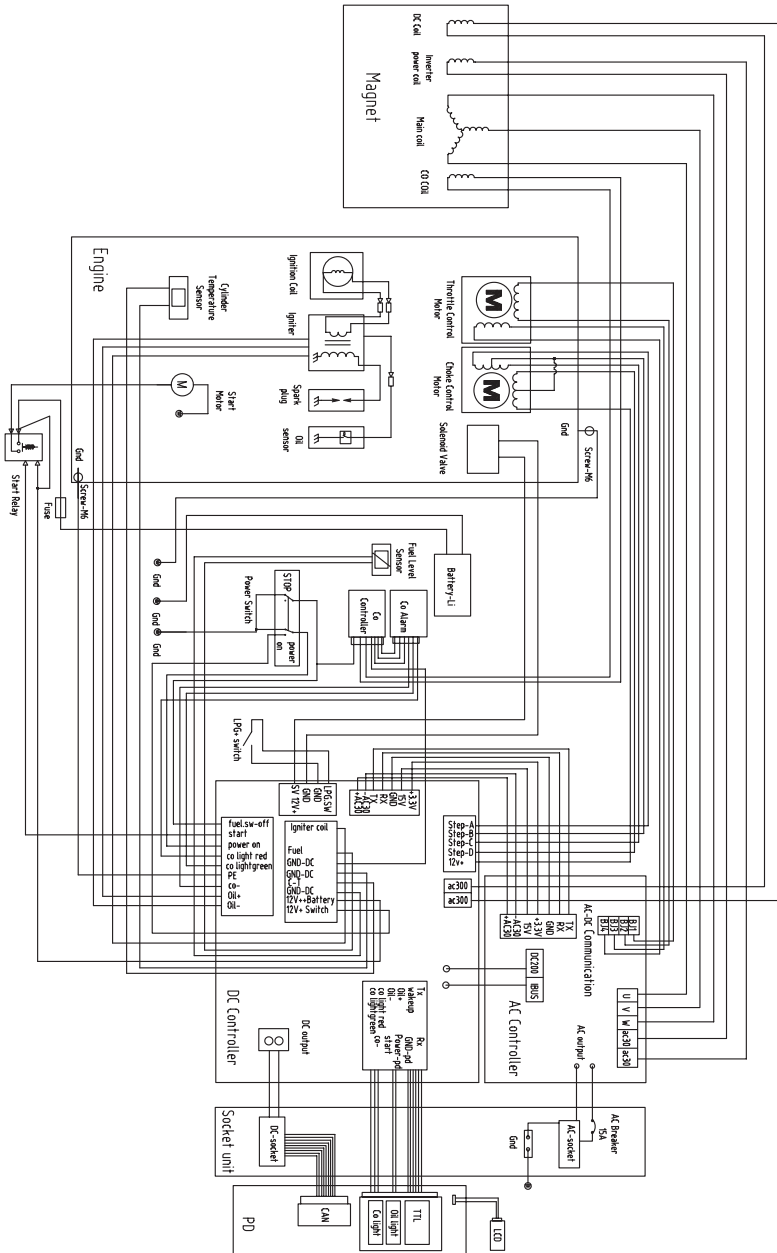 DC Coil
Inverter
power coil
Main coil
CO COil
Magnet
Engine
Cylinder
Temperature
Sensor
Ignition Coil
Igniter
Spark
plug
Oil
sensor
M
Start
Motor
Throttle Control
Motor
M
Choke Control
Motor
M
Solenoid Valve
Gnd
Screw-M6
Gnd
Screw-M6
Start Relay
Fuse
Gnd
Gnd
Gnd
Fuel Level
Sensor
Battery-Li
STOP
power
on
Power Switch
Co
Controller
Co Alarm
LPG+ switch
LPG.SW
GND
GND
SV 12V+
+3.3V
15V
GND
RX
TX
-AC30
+AC30
fuel.sw-off
start
power on
co light red
co lightgreen
PE
co-
Oil+
Oil-
Igniter coil
Fuel
GND-DC
GND-DC
C-T
GND-DC
12V++Battery
12V+ Switch
Step-A
Step-B
Step-C
Step-D
12v+
ac300
ac300
TX
RX
GND
+3.3V
15V
-AC30
+AC30
AC-DC Communication
BJ1
BJ2
BJ3
BJ4
DC200
IBUS
U
V
W
ac30
ac30
AC Controller
DC Controller
Tx
wakeup
Oil+
Oil-
co light red
co lightgreen
Rx
GND-pd
Power-pd
start
co-
DC output
AC output
DC-socket
AC Breaker
15A
AC-socket
Gnd
Socket unit
PD
CAN
TTL
Oil light
Co light
LCD